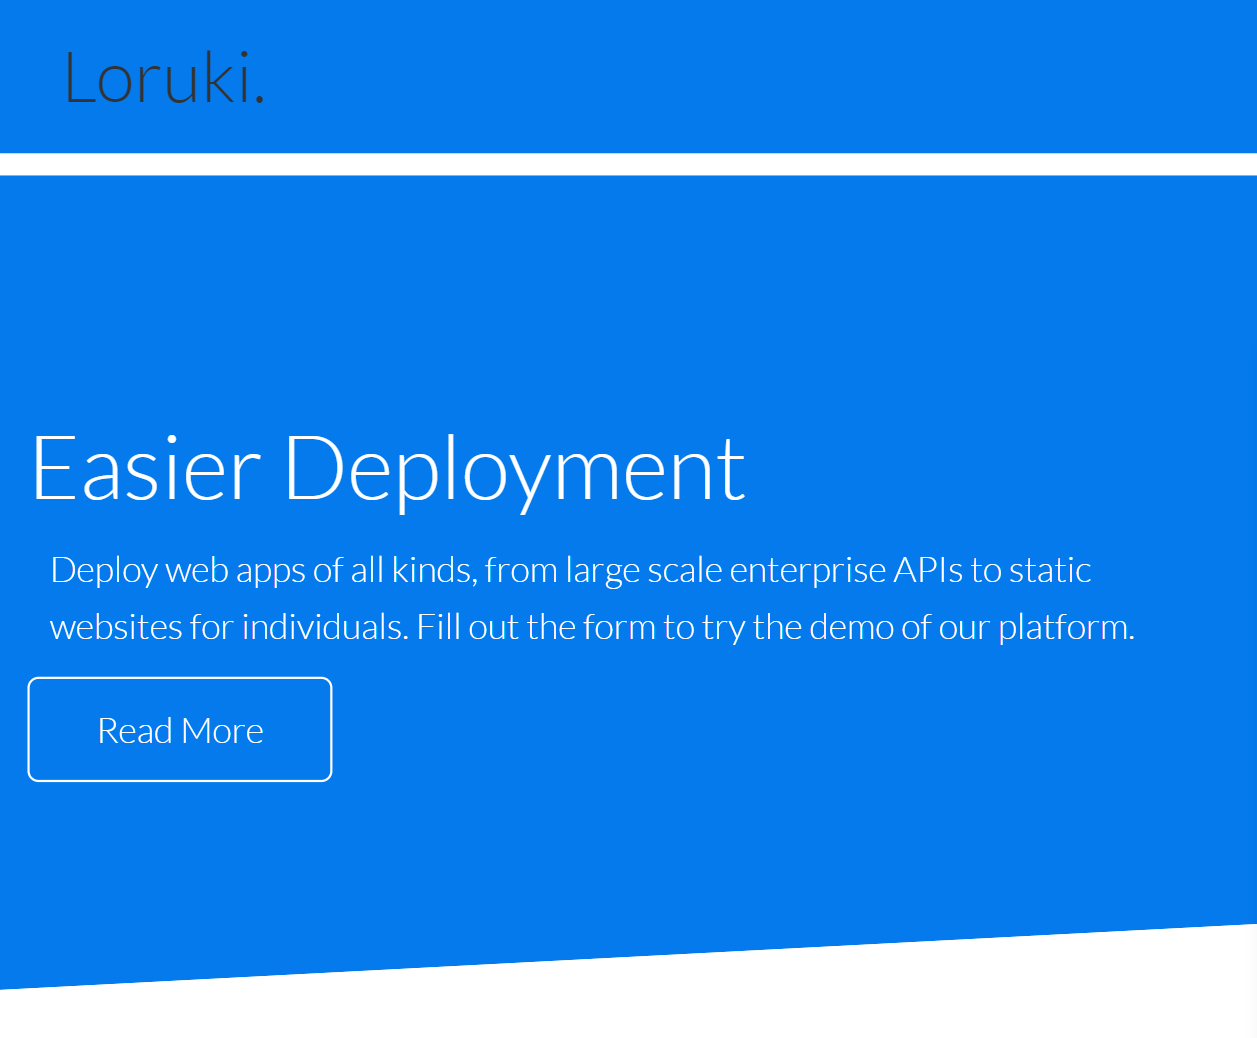 Loruki.
Easier Deployment
Deploy web apps of all kinds, from large scale enterprise APIs to static
websites for individuals. Fill out the form to try the demo of our platform.
Read More